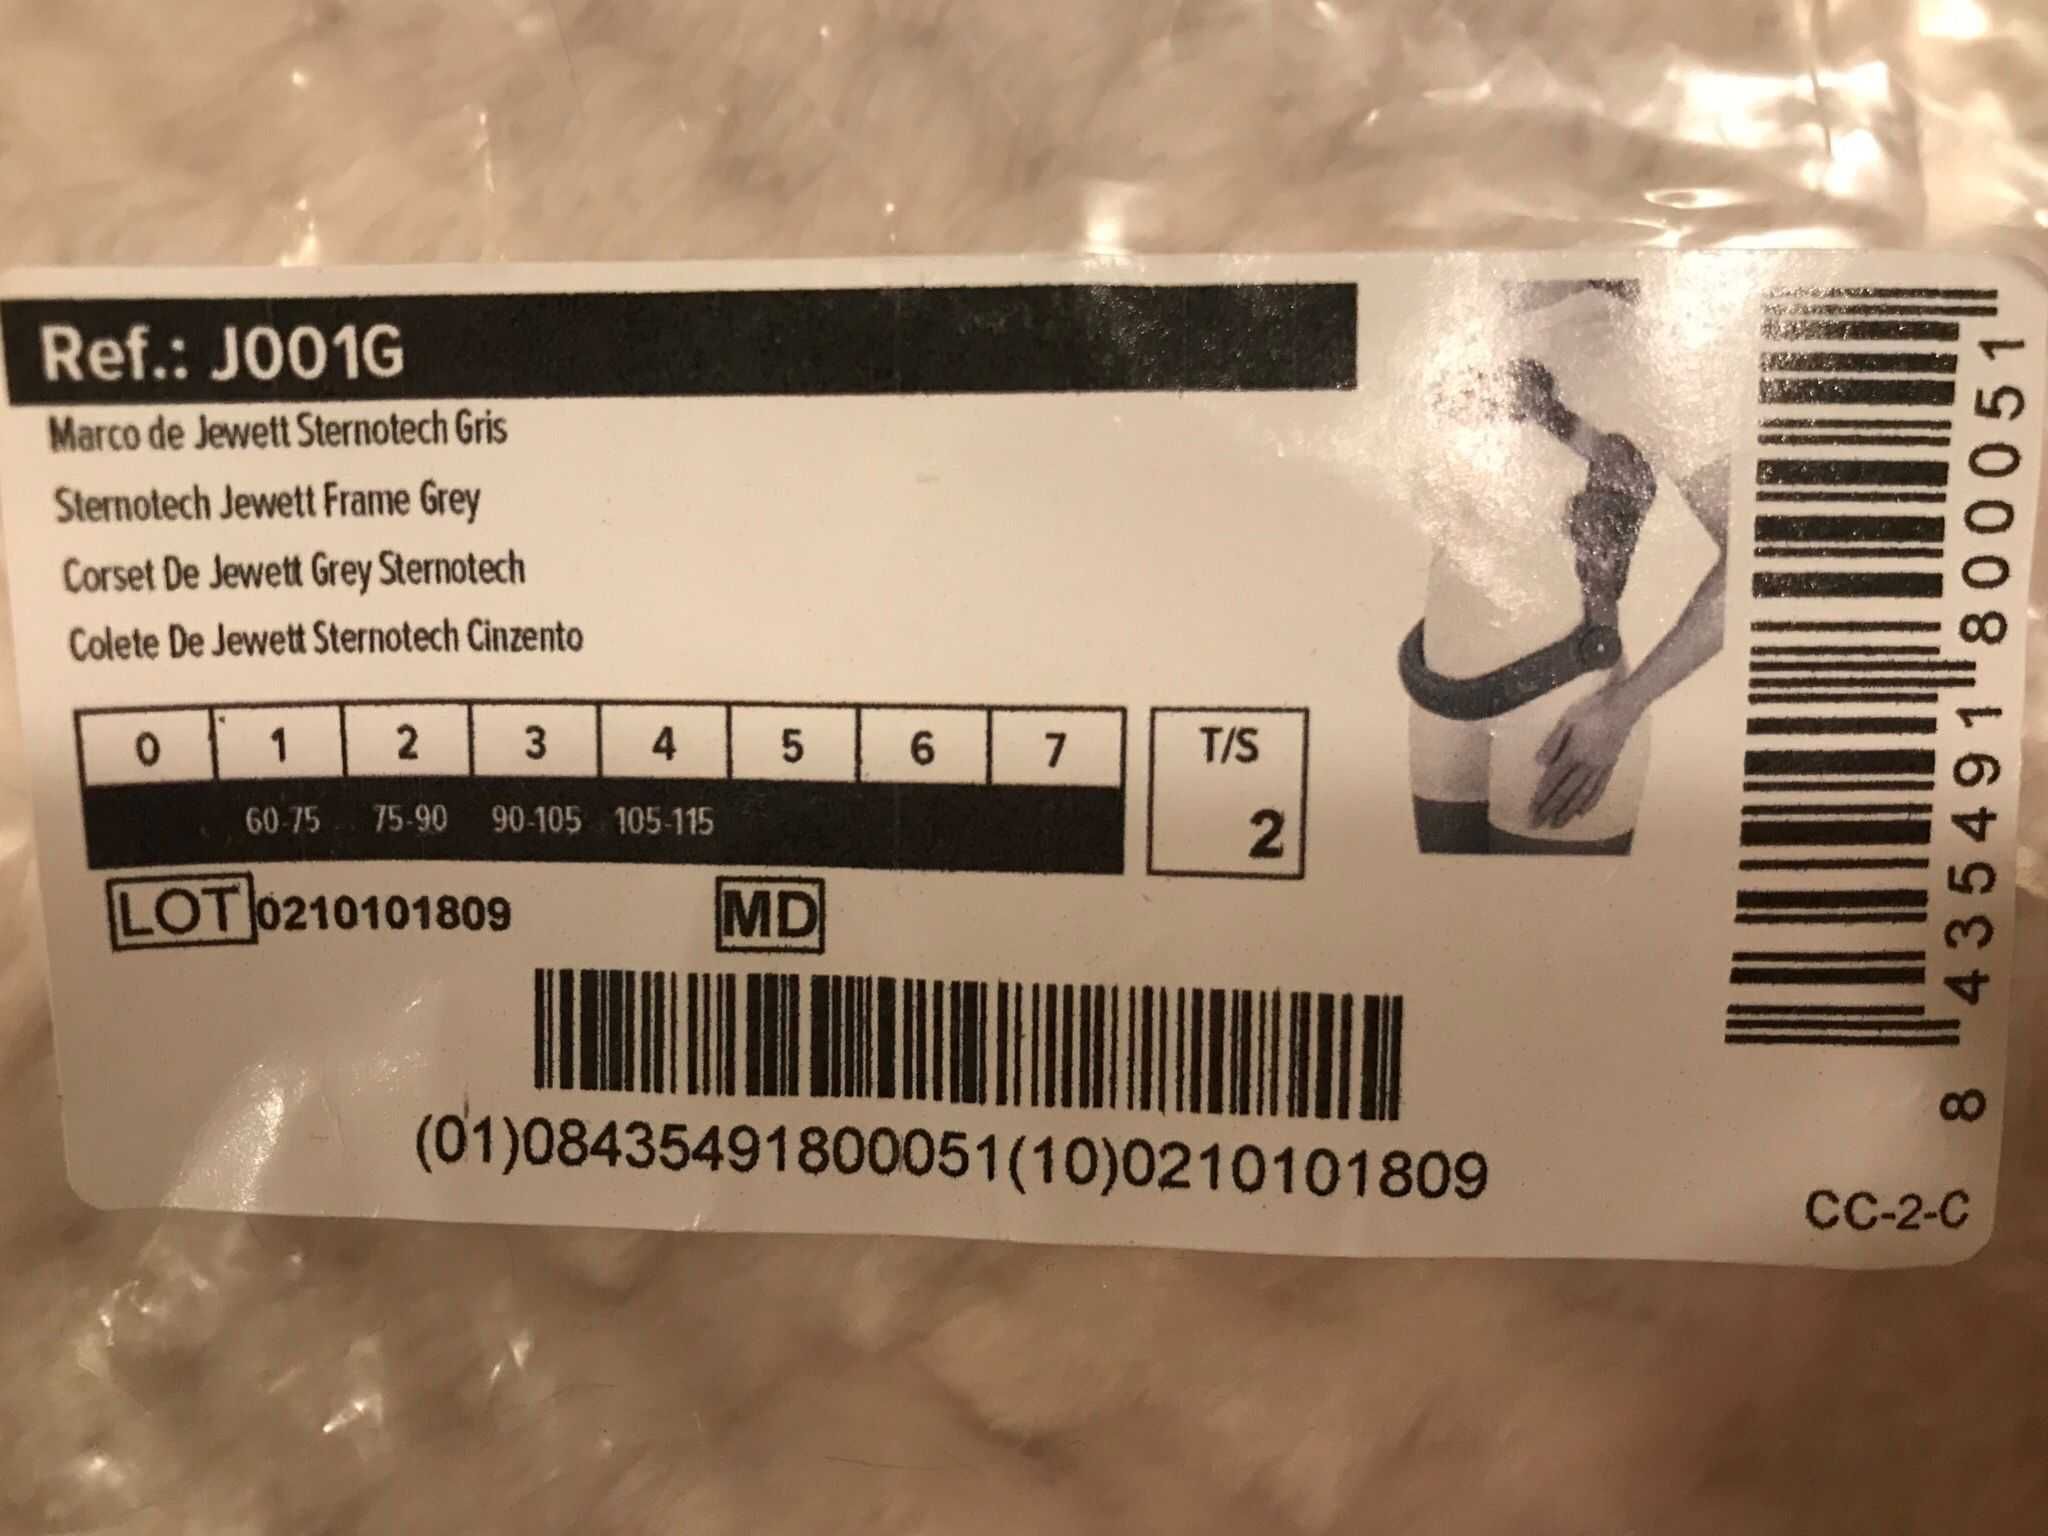 Ref.: J001G
Marco de Jewett Sternotech Gris
Sternotech Jewett Frame Grey
Corset De Jewett Grey Sternotech
Colete De Jewett Sternotech Cinzento
0 1 2 3 4 5 6 7 T/S
60-75 75-90 90-105 105-115 2
LOT 0210101809 MD
(01)08435491800051(10)0210101809
8 435491 800051
CC-2-C